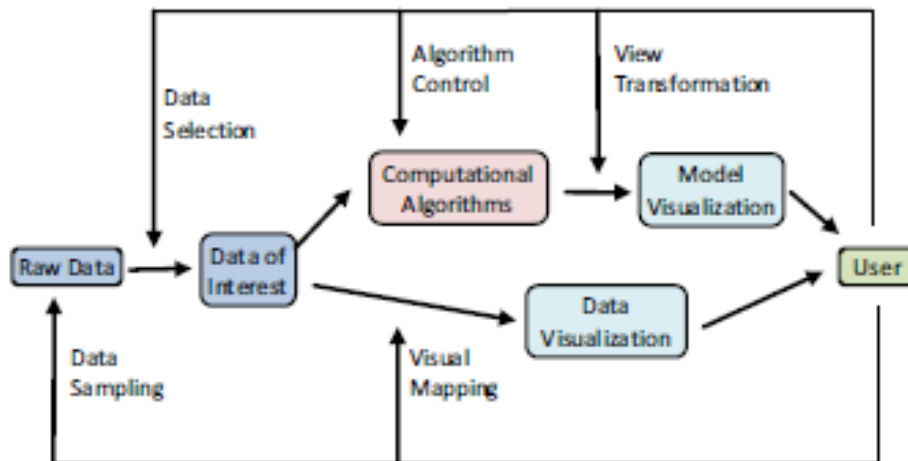 Algorithm
Control
View
Transformation
Data
Selection
Computational
Algorithms
Model
Visualization
Raw Data
Data of
Interest
User
Data
Visualization
Data
Sampling
Visual
Mapping